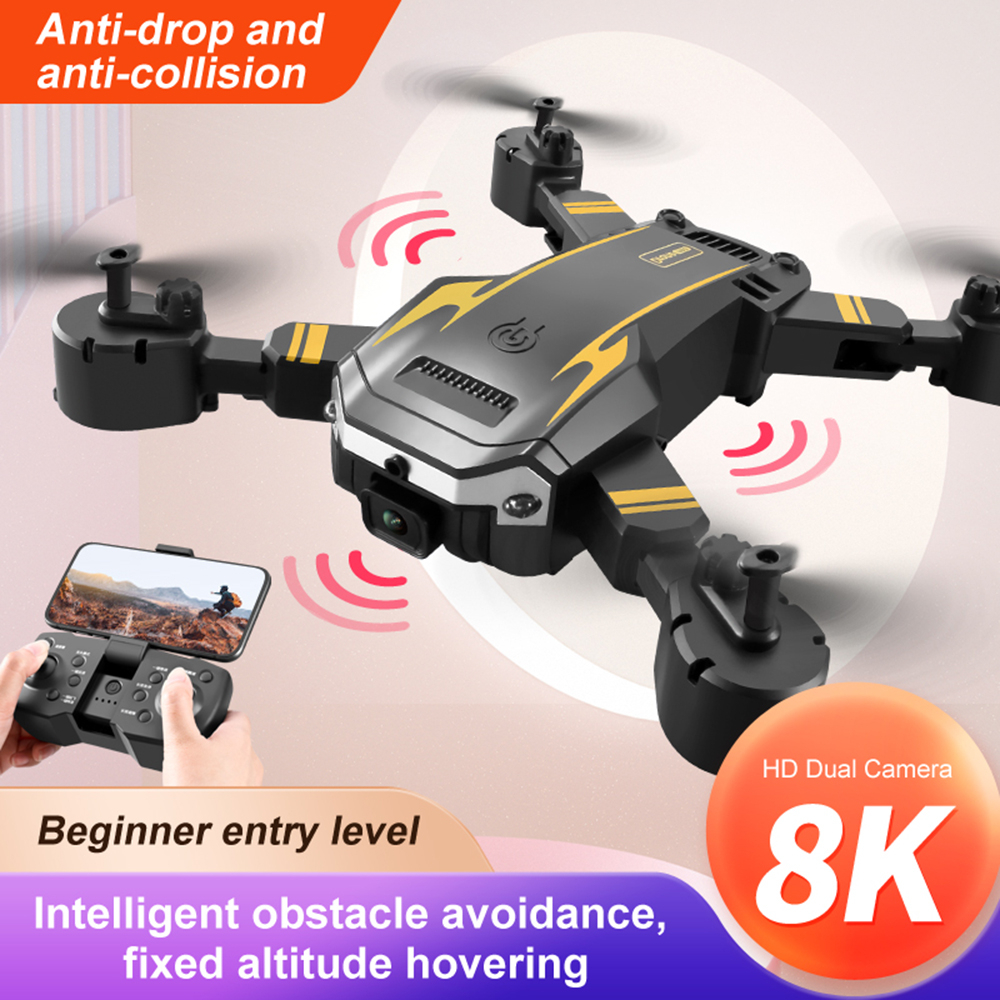 Anti-drop and
anti-collision
HD Dual Camera
8K
Beginner entry level
Intelligent obstacle avoidance,
fixed altitude hovering